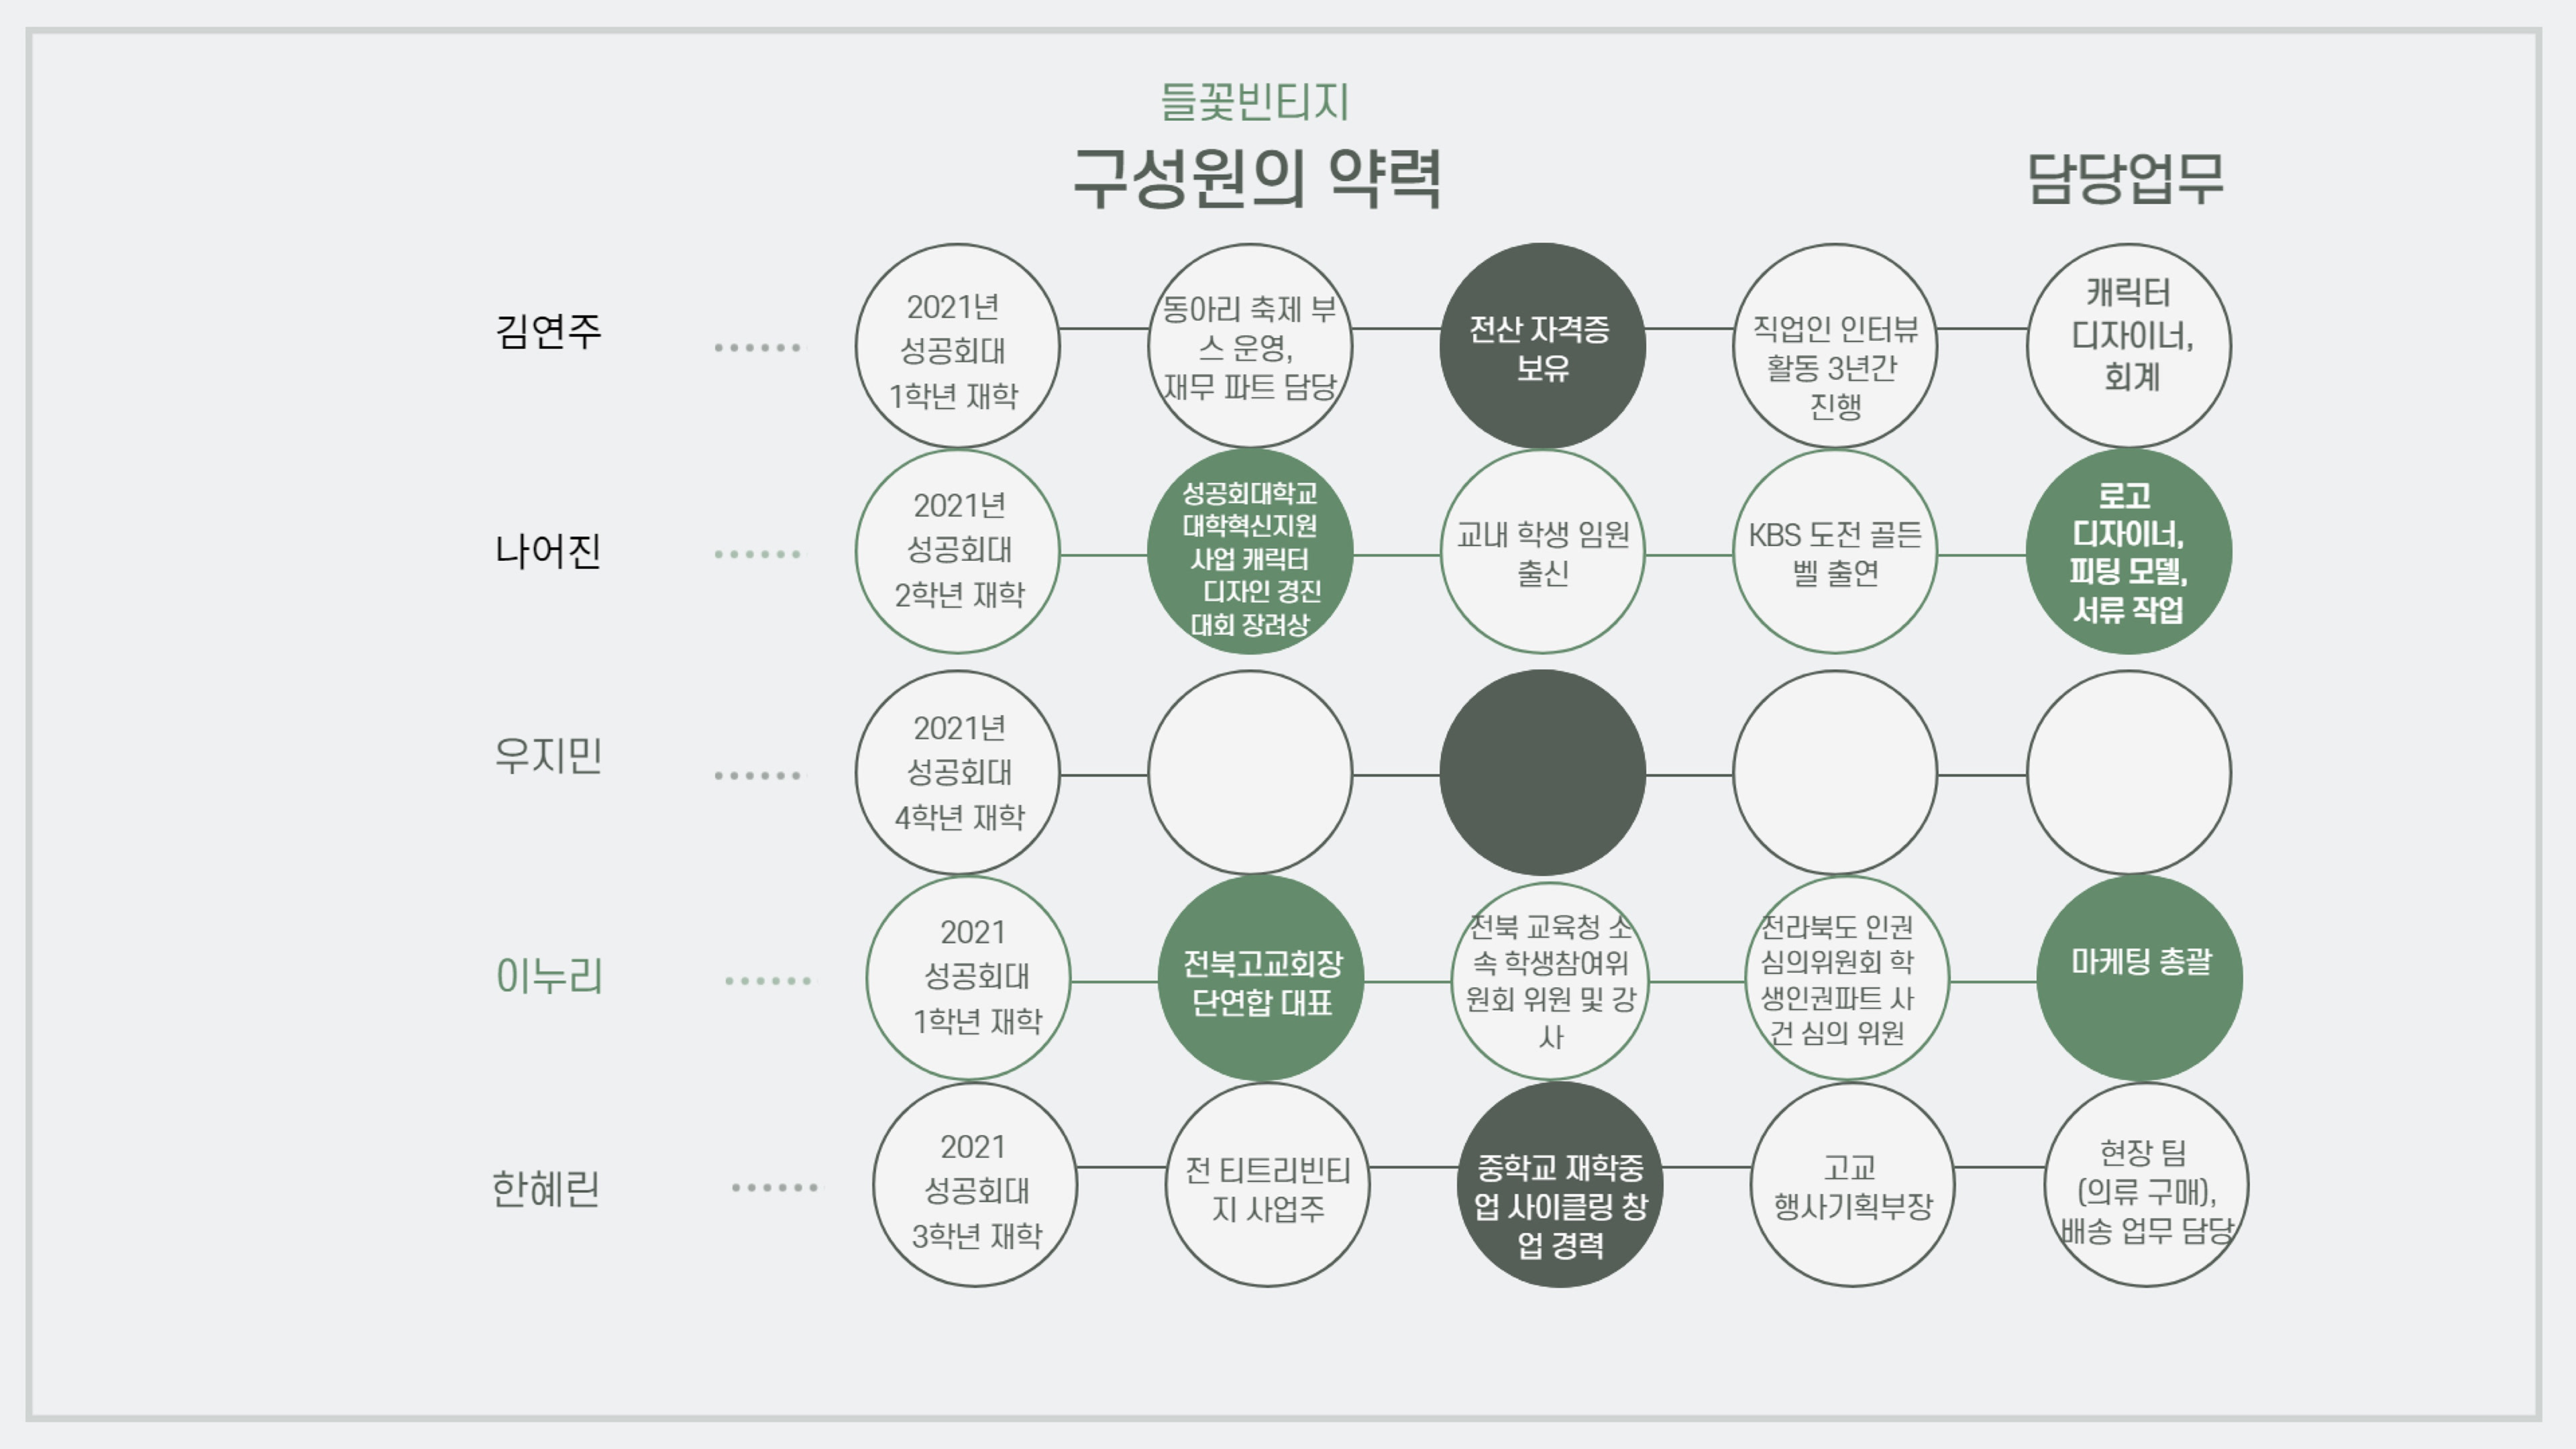 들꽃빈티지
구성원의 약력
담당업무
김연주
2021년
성공회대
1학년 재학
동아리 축제 부
스 운영,
재무 파트 담당
전산 자격증
보유
직업인 인터뷰
활동 3년간
진행
캐릭터
디자이너,
회계
나어진
2021년
성공회대
2학년 재학
성공회대학교
대학혁신지원
사업 캐릭터
디자인 경진
대회 장려상
교내 학생 임원
출신
KBS 도전 골든
벨 출연
로고
디자이너,
피팅 모델,
서류 작업
우지민
2021년
성공회대
4학년 재학
이누리
2021
성공회대
1학년 재학
전북고교회장
단연합 대표
전북 교육청 소
속 학생참여위
원회 위원 및 강
사
전라북도 인권
심의위원회 학
생인권파트 사
건 심의 위원
마케팅 총괄
한혜린
2021
성공회대
3학년 재학
전 티트리빈티
지 사업주
중학교 재학중
업 사이클링 창
업 경력
고교
행사기획부장
현장 팀
(의류 구매),
배송 업무 담당